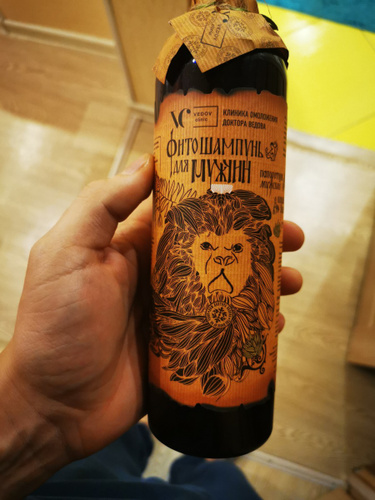 VC
VEDOV
КЛИНИКА ОМОЛОЖЕНИЯ
ДОКТОРА ВЕДОВА
ФИТОШАМПУНЬ
ДЛЯ
МУЖЧИН